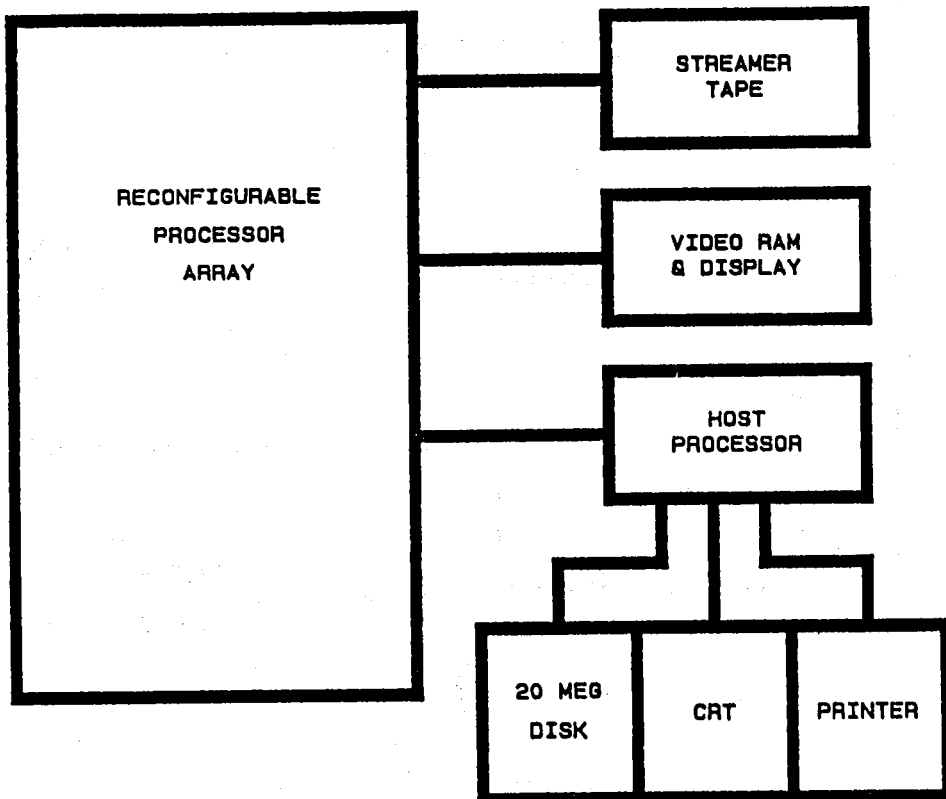 RECONFIGURABLE
PROCESSOR
ARRAY
STREAMER
TAPE
VIDEO RAM
& DISPLAY
HOST
PROCESSOR
20 MEG
DISK
CRT
PRINTER